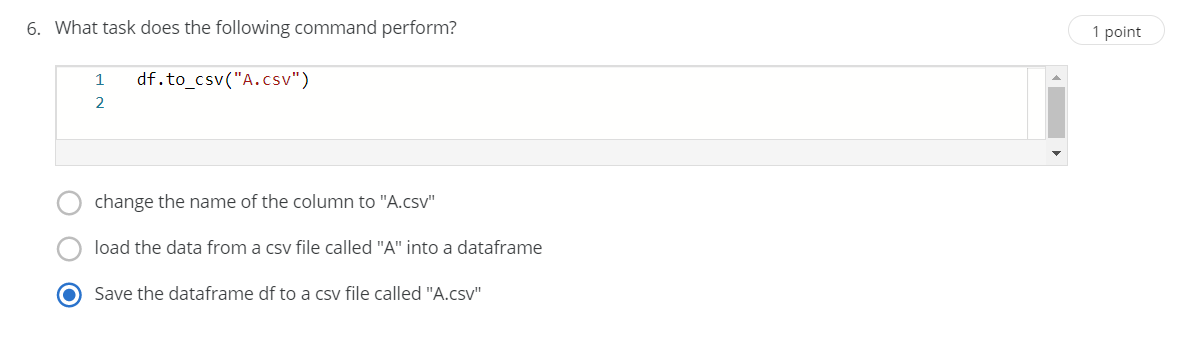 6. What task does the following command perform?
1 point
1 df.to_csv("A.csv")
2
change the name of the column to "A.csv"
load the data from a csv file called "A" into a dataframe
Save the dataframe df to a csv file called "A.csv"